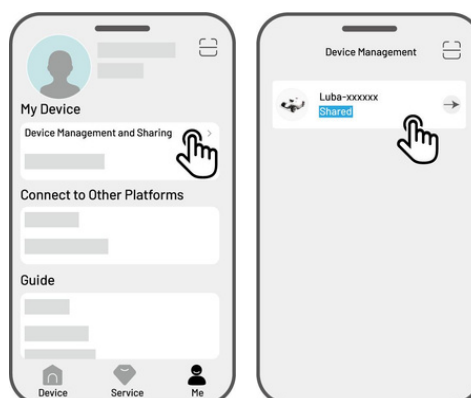 My Device
Device Management and Sharing
Connect to Other Platforms
Guide
Device Service Me
Device Management
Luba-xxxxxx
Shared